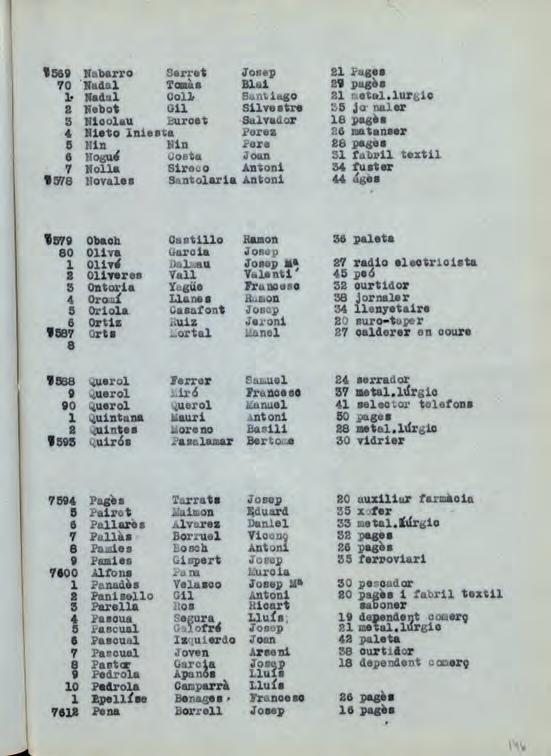 7569 Nabarro Serret Josep 21 Pages
70 Nadal Tomàs Blai 29 pagès
1 Nadal Coll Santiago 21 metal.lurgic
2 Nebot Gil Silvestre 35 jornaler
3 Nicolau Burcet Salvador 18 pagès
4 Nieto Iniesta Perez 26 matanser
5 Nin Nin Pere 28 pagès
6 Nogué Costa Joan 31 fabril textil
7 Nolla Sireco Antoni 34 fuster
7578 Novales Santolaria Antoni 44 agès
7579 Obach Castillo Ramon 36 paleta
80 Oliva Garcia Josep
1 Olivé Dalmau Josep Mª 27 radio electricista
2 Oliveres Vall Valentí 45 peó
3 Ontoria Yagüe Francesc 32 curtidor
4 Oromí Llanes Ramon 38 jornaler
5 Oriola Casafont Josep 34 llenyetaire
6 Ortiz Ruiz Jeroni 20 suro-taper
7587 Orts Mortal Manel 27 calderer en coure
8
7588 Querol Ferrer Samuel 24 serrador
9 Querol Miró Francesc 37 metal.lúrgic
90 Querol Querol Manuel 41 selector telefons
1 Quintana Mauri Antoni 50 pagès
2 Quintes Moreno Basili 28 metal.lúrgic
7593 Quirós Pasalamar Bertome 30 vidrier
7594 Pagès Tarrats Josep 20 auxiliar farmàcia
5 Pairet Maimon Eduard 35 xofer
6 Pallarès Alvarez Daniel 33 metal.lúrgic
7 Pallàs Borruel Vicenç 32 pagès
8 Pamies Bosch Antoni 26 pagès
9 Pamies Gispert Josep 35 ferroviari
7600 Alfons Para Murcia
1 Panadès Velasco Josep Mª 30 pescador
2 Panisello Gil Antoni 20 pagès i fabril textil
3 Parella Ros Ricart saboner
4 Pascua Segura Lluís 19 dependent comerç
5 Pascual Galofré Josep 21 metal.lúrgic
6 Pascual Izquierdo Joan 42 paleta
7 Pascual Joven Arseni 38 curtidor
8 Pastor Garcia Josep 18 dependent comerç
9 Pedrola Apanós Lluís
10 Pedrola Camparrà Lluís
1 Epellise Benages Francesc 26 pagès
7612 Pena Borrell Josep 16 pagès
146